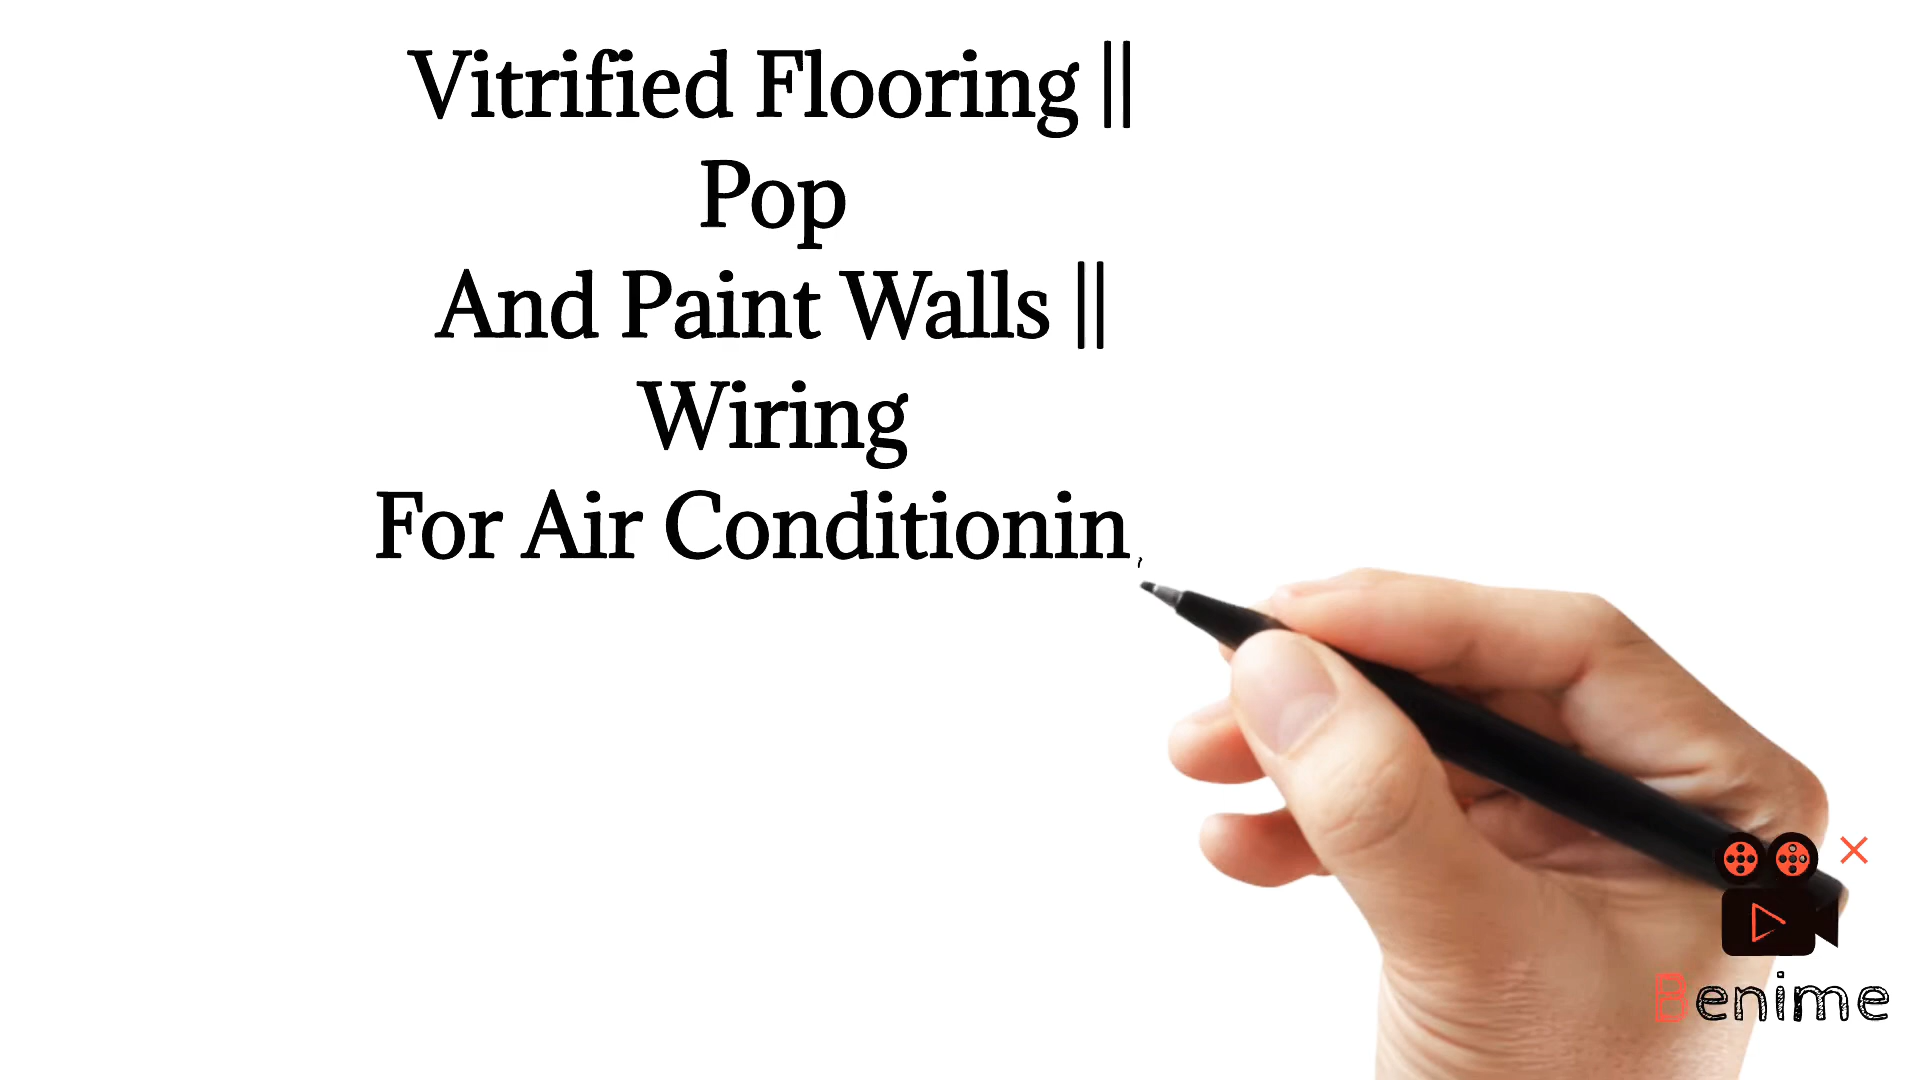 Vitrified Flooring ||
Pop
And Paint Walls ||
Wiring
For Air Conditionin
Benime